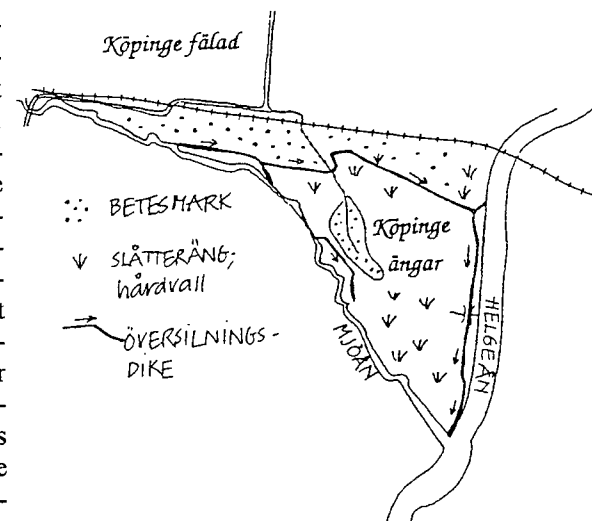 Köpinge fälad
BETESMARK
SLÅTTERÄNG;
hårdvall
ÖVERSILNINGS-
DIKE
Köpinge
ängar
MJÖÅN
HELGEÅN
t
-
r
-
s
e
-